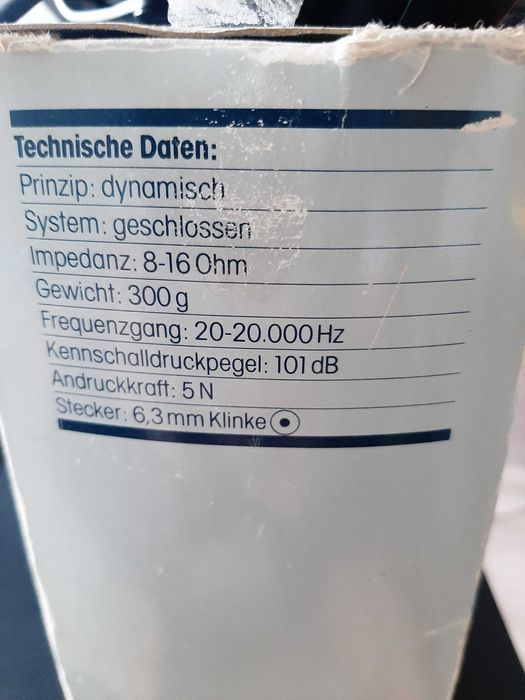 Technische Daten:
Prinzip: dynamisch
System: geschlossen
Impedanz: 8-16 Ohm
Gewicht: 300 g
Frequenzgang: 20-20.000 Hz
Kennschalldruckpegel: 101 dB
Andruckkraft: 5 N
Stecker: 6,3 mm Klinke